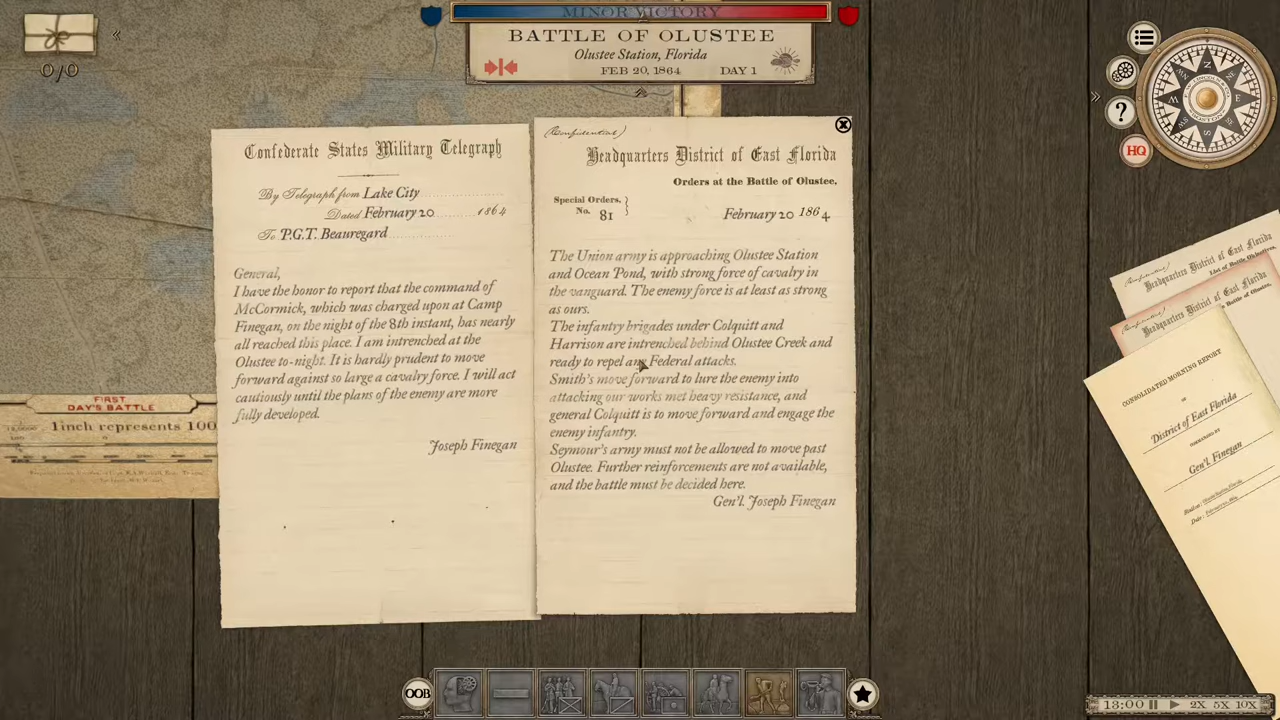 MINOR VICTORY
BATTLE OF OLUSTEE
Olustee Station, Florida
FEB 20, 1864 DAY 1
0/0
HQ
?
Confederate States Military Telegraph
By Telegraph from Lake City
Dated February 20 1864
To P.G.T. Beauregard
General,
I have the honor to report that the command of
McCormick, which was charged upon at Camp
Finegan, on the night of the 8th instant, has nearly
all reached this place. I am intrenched at the
Olustee to-night. It is hardly prudent to move
forward against so large a cavalry force. I will act
cautiously until the plans of the enemy are more
fully developed.
Joseph Finegan
(Confidential)
Headquarters District of East Florida
Orders at the Battle of Olustee.
Special Orders,
No. 81
February 20 1864
The Union army is approaching Olustee Station
and Ocean Pond, with strong force of cavalry in
the vanguard. The enemy force is at least as strong
as ours.
The infantry brigades under Colquitt and
Harrison are intrenched behind Olustee Creek and
ready to repel any Federal attacks.
Smith's move forward to lure the enemy into
attacking our works met heavy resistance, and
general Colquitt is to move forward and engage the
enemy infantry.
Seymour's army must not be allowed to move past
Olustee. Further reinforcements are not available,
and the battle must be decided here.
Gen'l. Joseph Finegan
FIRST
DAY'S BATTLE
1inch represents 100
Headquarters District of East Florida
List of Battle Objectives.
Headquarters District of East Florida
Battle of Olustee.
CONSOLIDATED MORNING REPORT
OF
District of East Florida
COMMANDED BY
Gen'l. Finegan
OOB
13:00 2X 5X 10X